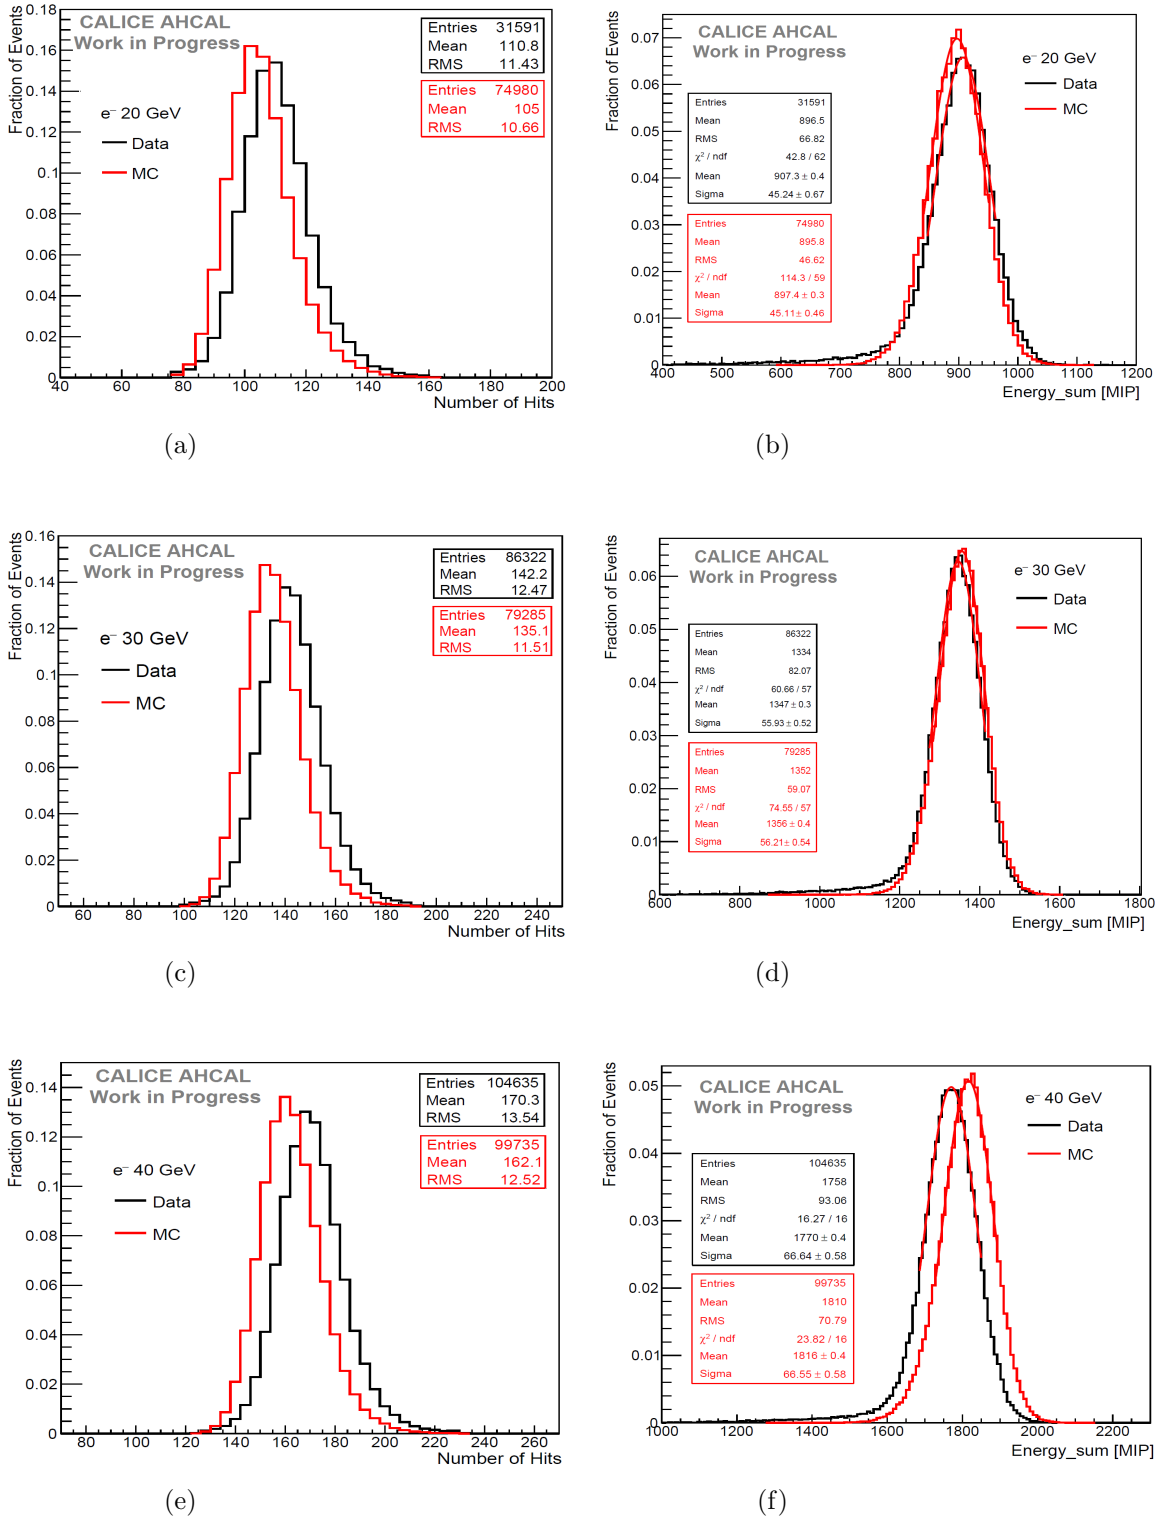 CALICE AHCAL
Work in Progress
Entries 31591
Mean 110.8
RMS 11.43
Entries 74980
Mean 105
RMS 10.66
e⁻ 20 GeV
Data
MC
Fraction of Events
0.18
0.16
0.14
0.12
0.1
0.08
0.06
0.04
0.02
0
40 60 80 100 120 140 160 180 200
Number of Hits
(a)
CALICE AHCAL
Work in Progress
e⁻ 20 GeV
Data
MC
Entries 31591
Mean 896.5
RMS 66.82
χ² / ndf 42.8 / 62
Mean 907.3 ± 0.4
Sigma 45.24 ± 0.67
Entries 74980
Mean 895.8
RMS 46.62
χ² / ndf 114.3 / 59
Mean 897.4 ± 0.3
Sigma 45.11 ± 0.46
Fraction of Events
0.07
0.06
0.05
0.04
0.03
0.02
0.01
0
400 500 600 700 800 900 1000 1100 1200
Energy_sum [MIP]
(b)
CALICE AHCAL
Work in Progress
Entries 86322
Mean 142.2
RMS 12.47
Entries 79285
Mean 135.1
RMS 11.51
e⁻ 30 GeV
Data
MC
Fraction of Events
0.16
0.14
0.12
0.1
0.08
0.06
0.04
0.02
0
60 80 100 120 140 160 180 200 220 240
Number of Hits
(c)
CALICE AHCAL
Work in Progress
e⁻ 30 GeV
Data
MC
Entries 86322
Mean 1334
RMS 82.07
χ² / ndf 60.66 / 57
Mean 1347 ± 0.3
Sigma 55.93 ± 0.52
Entries 79285
Mean 1352
RMS 59.07
χ² / ndf 74.55 / 57
Mean 1356 ± 0.4
Sigma 56.21 ± 0.54
Fraction of Events
0.06
0.05
0.04
0.03
0.02
0.01
0
600 800 1000 1200 1400 1600 1800
Energy_sum [MIP]
(d)
CALICE AHCAL
Work in Progress
Entries 104635
Mean 170.3
RMS 13.54
Entries 99735
Mean 162.1
RMS 12.52
e⁻ 40 GeV
Data
MC
Fraction of Events
0.14
0.12
0.1
0.08
0.06
0.04
0.02
0
80 100 120 140 160 180 200 220 240 260
Number of Hits
(e)
CALICE AHCAL
Work in Progress
e⁻ 40 GeV
Data
MC
Entries 104635
Mean 1758
RMS 93.06
χ² / ndf 16.27 / 16
Mean 1770 ± 0.4
Sigma 66.64 ± 0.58
Entries 99735
Mean 1810
RMS 70.79
χ² / ndf 23.82 / 16
Mean 1816 ± 0.4
Sigma 66.55 ± 0.58
Fraction of Events
0.05
0.04
0.03
0.02
0.01
0
1000 1200 1400 1600 1800 2000 2200
Energy_sum [MIP]
(f)